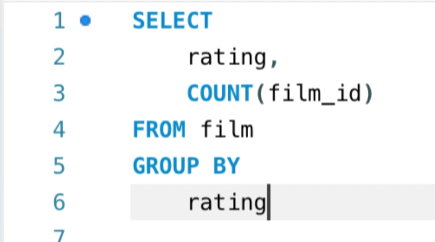 1 SELECT
2 rating,
3 COUNT(film_id)
4 FROM film
5 GROUP BY
6 rating
7